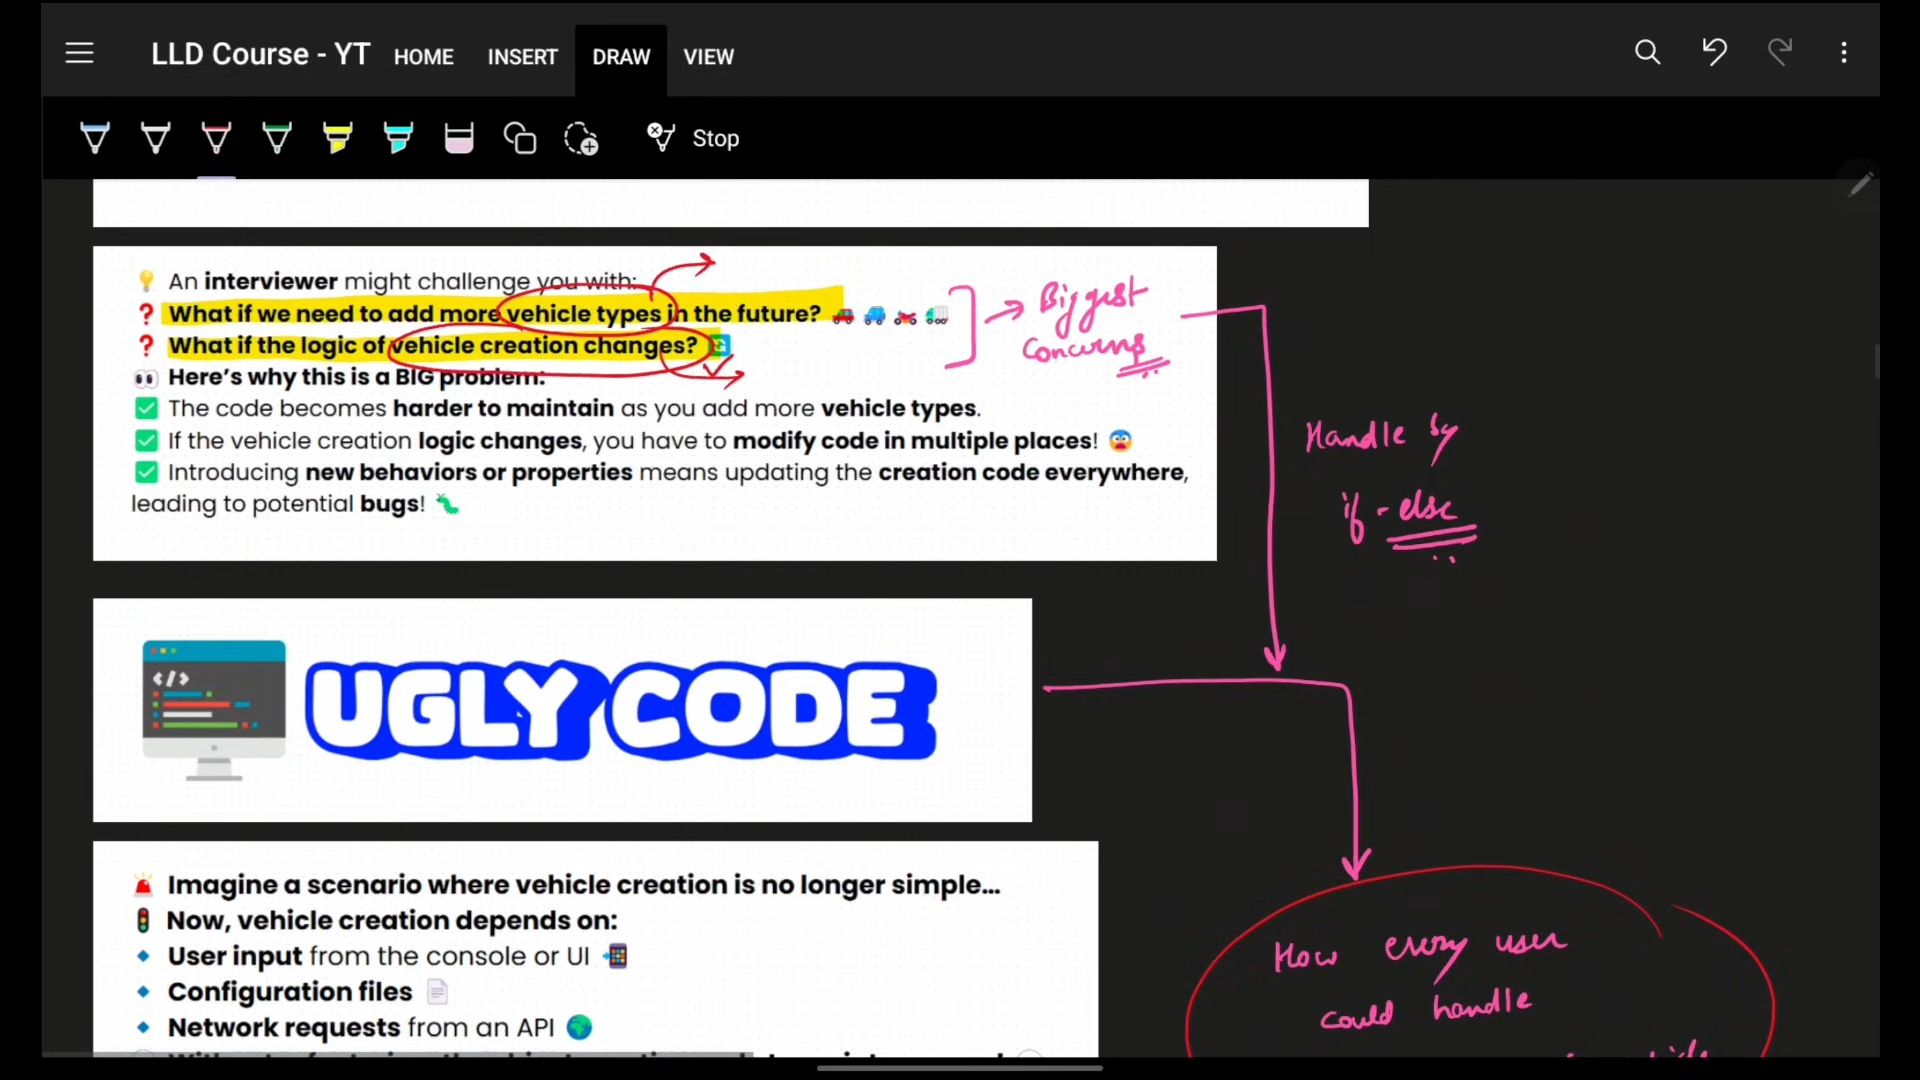 LLD Course - YT HOME INSERT DRAW VIEW
Stop
An interviewer might challenge you with:
What if we need to add more vehicle types in the future?
What if the logic of vehicle creation changes?
Here's why this is a BIG problem:
The code becomes harder to maintain as you add more vehicle types.
If the vehicle creation logic changes, you have to modify code in multiple places!
Introducing new behaviors or properties means updating the creation code everywhere,
leading to potential bugs!
Biggest
Concerns
Handle by
if - else
</>
UGLY CODE
Imagine a scenario where vehicle creation is no longer simple...
Now, vehicle creation depends on:
User input from the console or UI
Configuration files
Network requests from an API
How every user
could handle